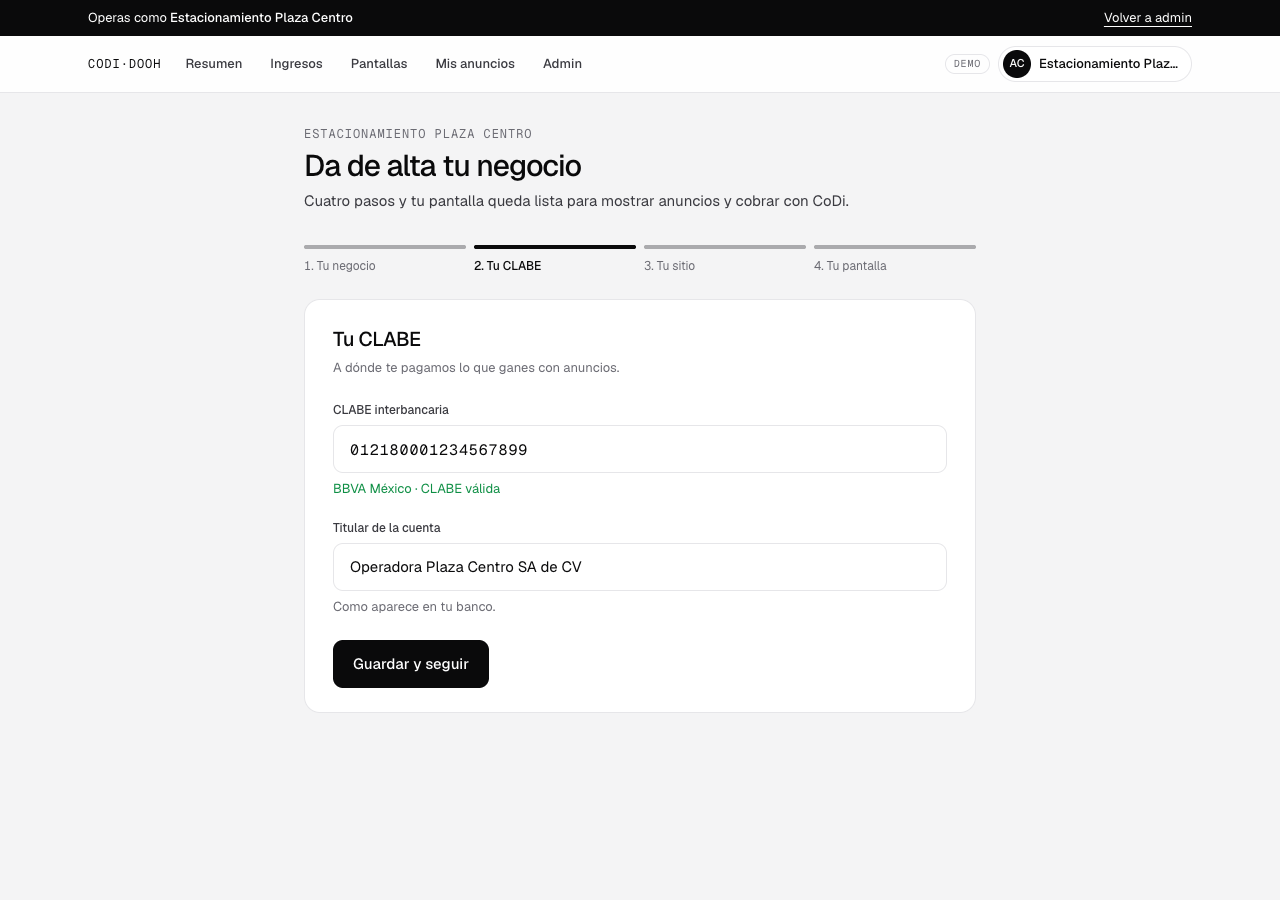 Operas como Estacionamiento Plaza Centro
Volver a admin
CODI·DOOH
Resumen
Ingresos
Pantallas
Mis anuncios
Admin
DEMO
AC
Estacionamiento Plaz…
ESTACIONAMIENTO PLAZA CENTRO
Da de alta tu negocio
Cuatro pasos y tu pantalla queda lista para mostrar anuncios y cobrar con CoDi.
1. Tu negocio
2. Tu CLABE
3. Tu sitio
4. Tu pantalla
Tu CLABE
A dónde te pagamos lo que ganes con anuncios.
CLABE interbancaria
012180001234567899
BBVA México · CLABE válida
Titular de la cuenta
Operadora Plaza Centro SA de CV
Como aparece en tu banco.
Guardar y seguir